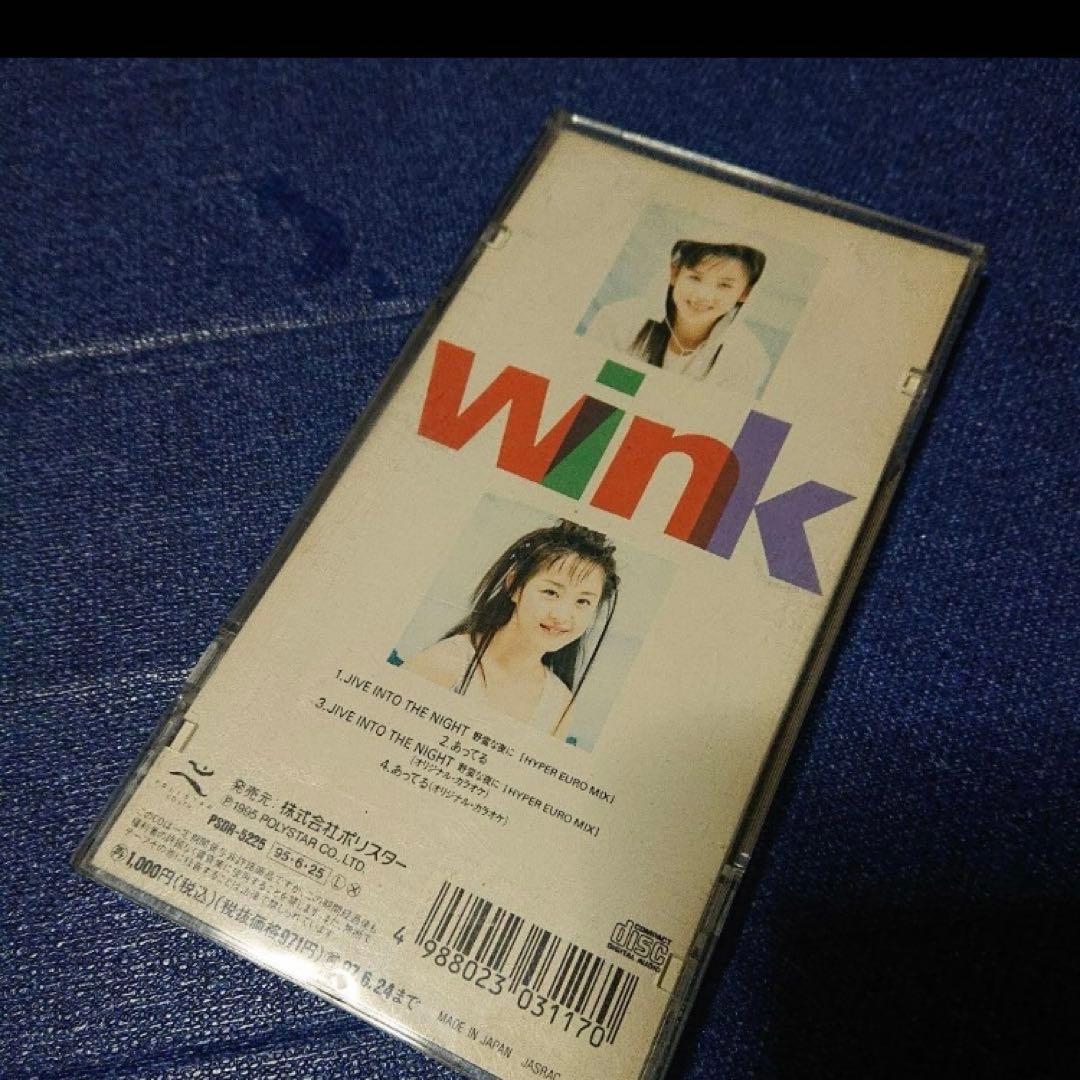 wink
1.JIVE INTO THE NIGHT 野蛮な夜に [HYPER EURO MIX]
2.あってる
3.JIVE INTO THE NIGHT 野蛮な夜に [HYPER EURO MIX]
(オリジナル・カラオケ)
4.あってる(オリジナル・カラオケ)
発売元:株式会社ポリスター
Ⓟ1995 POLYSTAR CO., LTD.
PSDR-5225 95・6・25 Ⓛ Ⓧ
1,000円(税込)(税抜価格971円) 97.6.24まで
4 988023 031170
COMPACT
disc
DIGITAL AUDIO
MADE IN JAPAN JASRAC